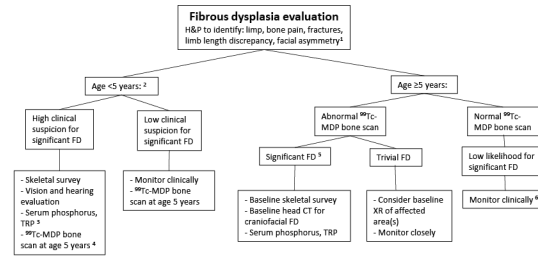 Fibrous dysplasia evaluation
H&P to identify: limp, bone pain, fractures,
limb length discrepancy, facial asymmetry¹
Age <5 years: ²
Age ≥5 years:
High clinical
suspicion for
significant FD
Low clinical
suspicion for
significant FD
Abnormal ⁹⁹Tc-
MDP bone scan
Normal ⁹⁹Tc-
MDP bone scan
Significant FD ⁵
Trivial FD
Low likelihood for
significant FD
- Skeletal survey
- Vision and hearing
evaluation
- Serum phosphorus,
TRP ³
- ⁹⁹Tc-MDP bone
scan at age 5 years ⁴
- Monitor clinically
- ⁹⁹Tc-MDP bone
scan at age 5 years
- Baseline skeletal survey
- Baseline head CT for
craniofacial FD
- Serum phosphorus, TRP
- Consider baseline
XR of affected
area(s)
- Monitor closely
Monitor clinically ⁶